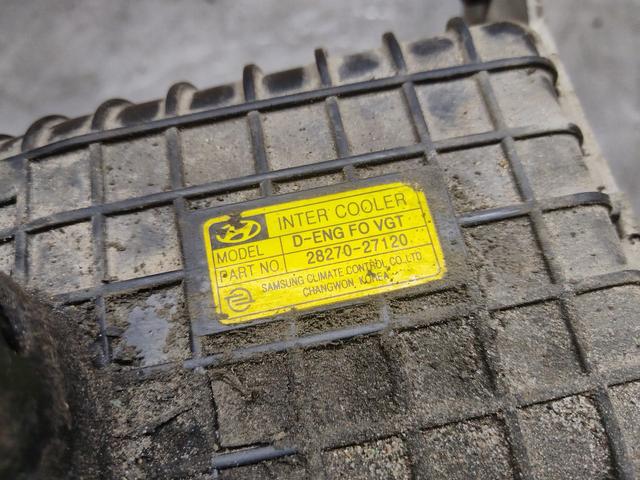 INTER COOLER
MODEL D-ENG FO VGT
PART NO. 28270-27120
SAMSUNG CLIMATE CONTROL CO.,LTD.
CHANGWON, KOREA